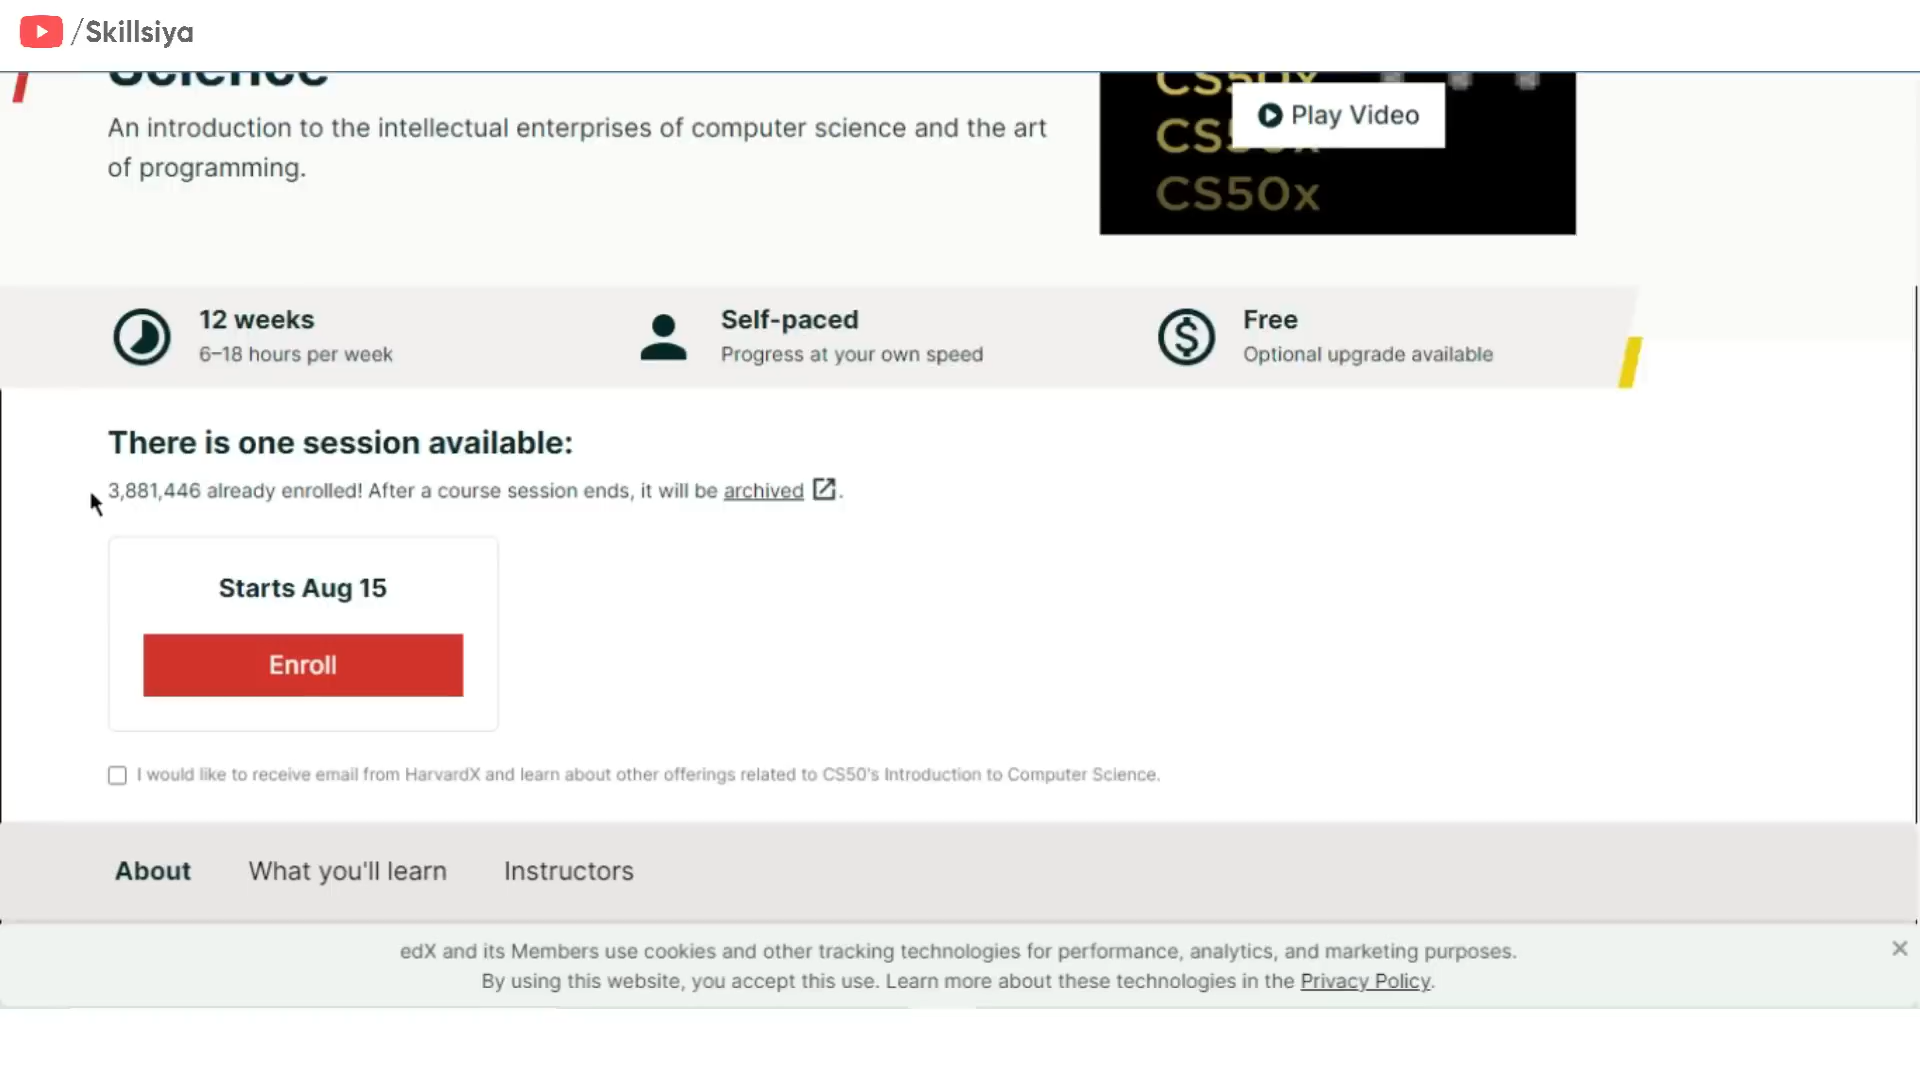 /Skillsiya
Science
An introduction to the intellectual enterprises of computer science and the art
of programming.
CS50x
Play Video
CS50x
CS50x
12 weeks
6–18 hours per week
Self-paced
Progress at your own speed
Free
Optional upgrade available
There is one session available:
3,881,446 already enrolled! After a course session ends, it will be archived.
Starts Aug 15
Enroll
I would like to receive email from HarvardX and learn about other offerings related to CS50's Introduction to Computer Science.
About
What you'll learn
Instructors
edX and its Members use cookies and other tracking technologies for performance, analytics, and marketing purposes.
By using this website, you accept this use. Learn more about these technologies in the Privacy Policy.